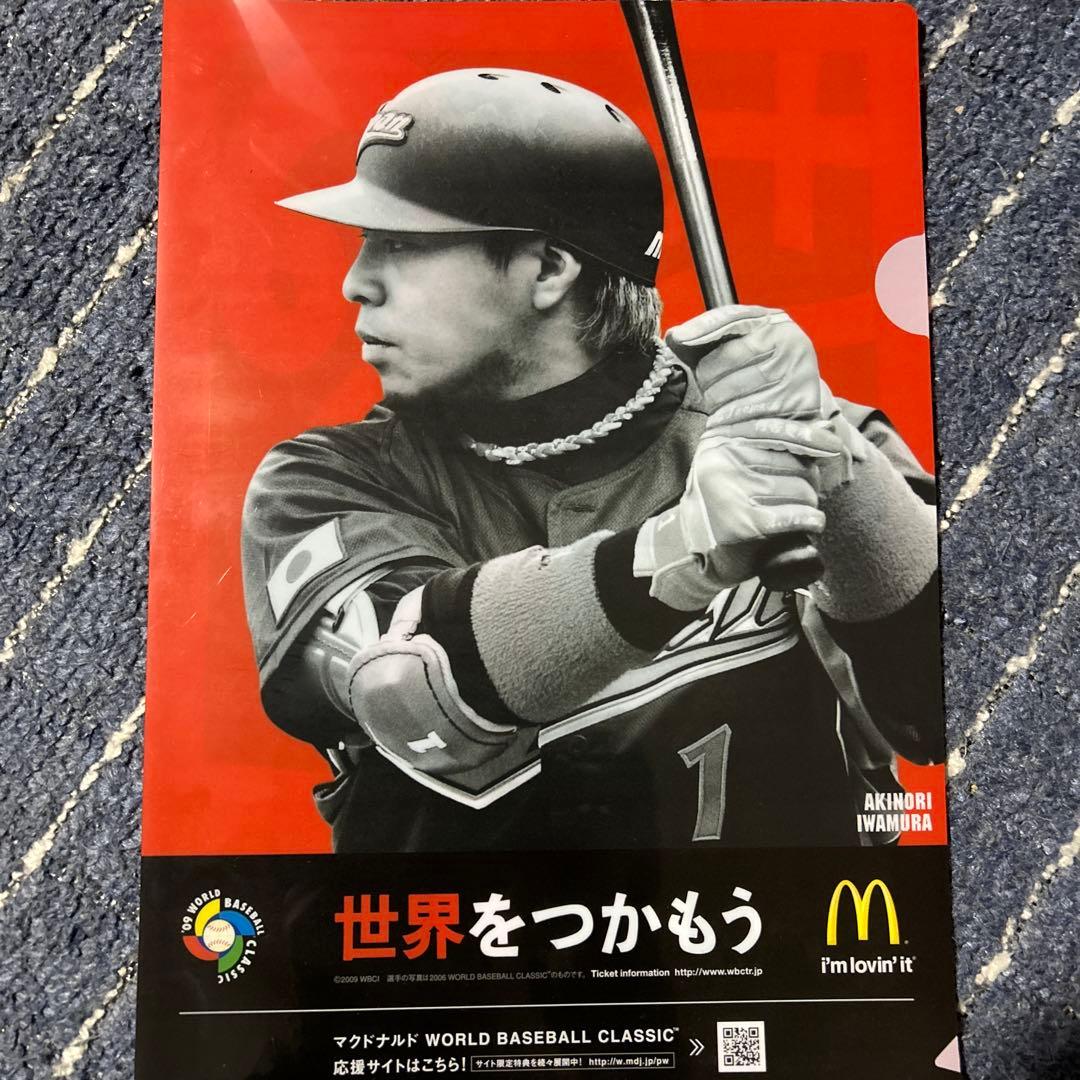 1
1
AKINORI
IWAMURA
'09 WORLD BASEBALL CLASSIC
世界をつかもう
M
i'm lovin' it®
©2009 WBCI 選手の写真は2006 WORLD BASEBALL CLASSIC™のものです。 Ticket information http://www.wbctr.jp
マクドナルド WORLD BASEBALL CLASSIC™
応援サイトはこちら! サイト限定特典を続々展開中! http://w.mdj.jp/pw